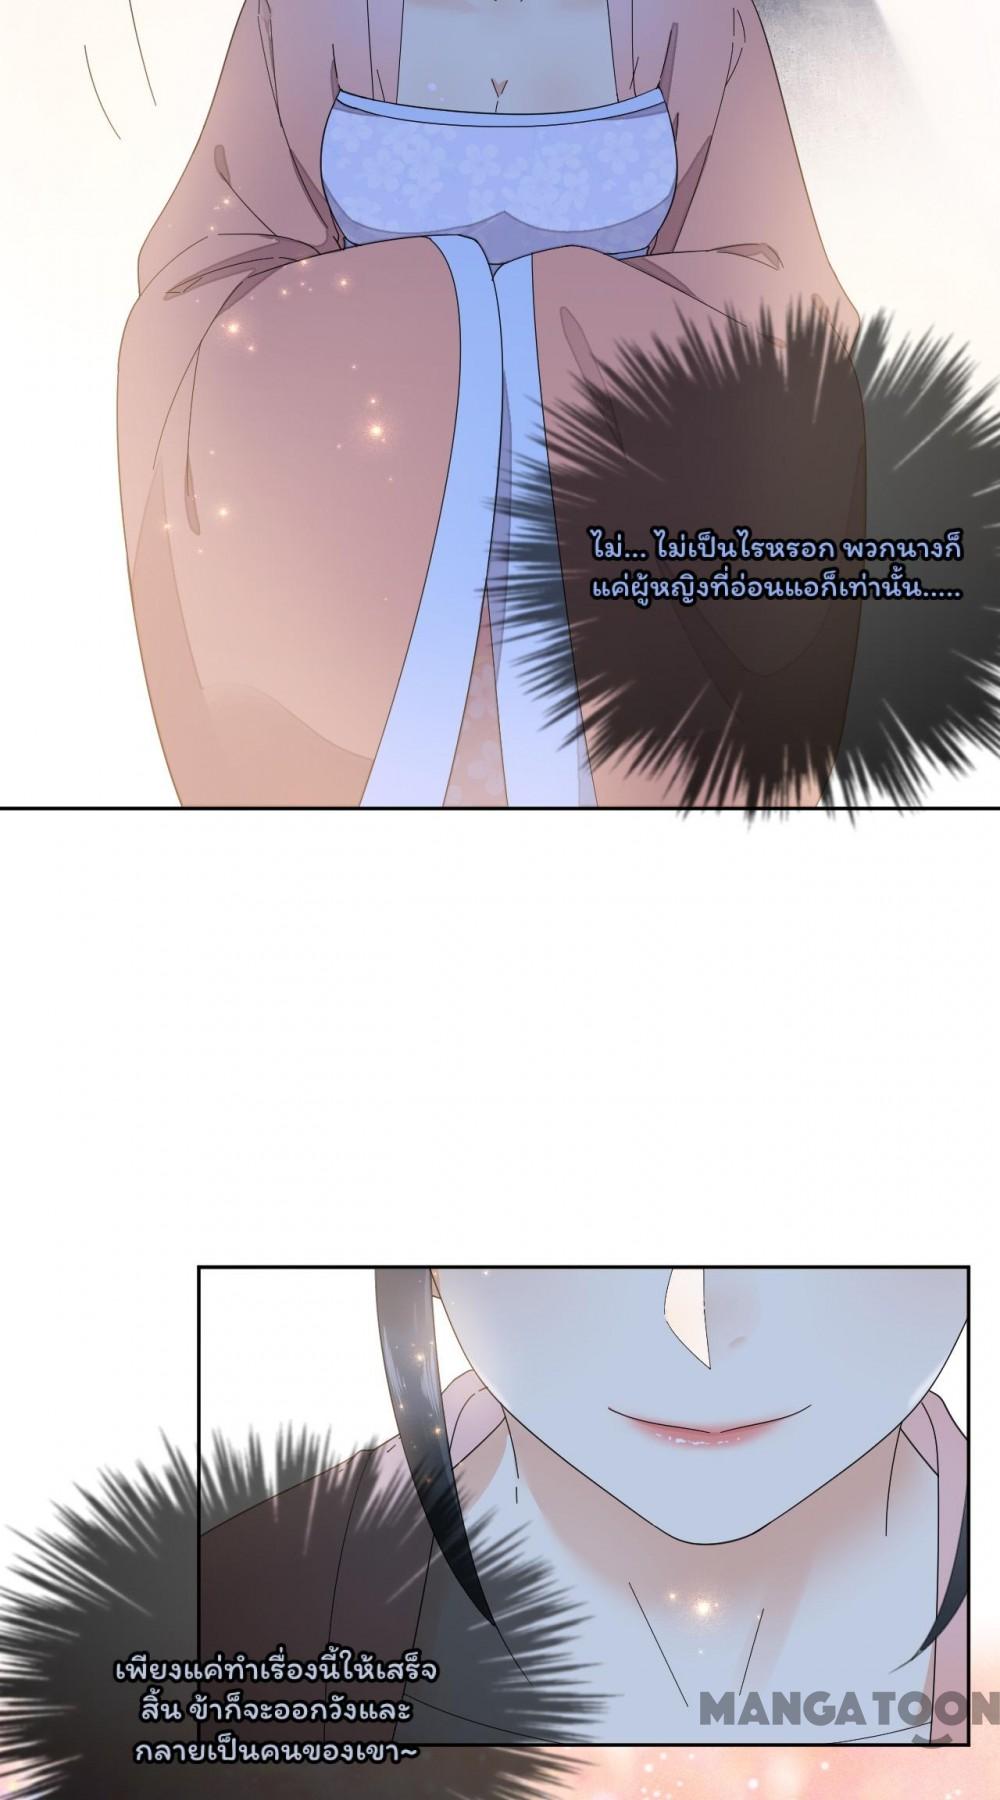 ไม่... ไม่เป็นไรหรอก พวกนางก็
แค่ผู้หญิงที่อ่อนแอก็เท่านั้น.....
เพียงแค่ทำเรื่องนี้ให้เสร็จ
สิ้น ข้าก็จะออกวังและ
กลายเป็นคนของเขา~
MANGATOON